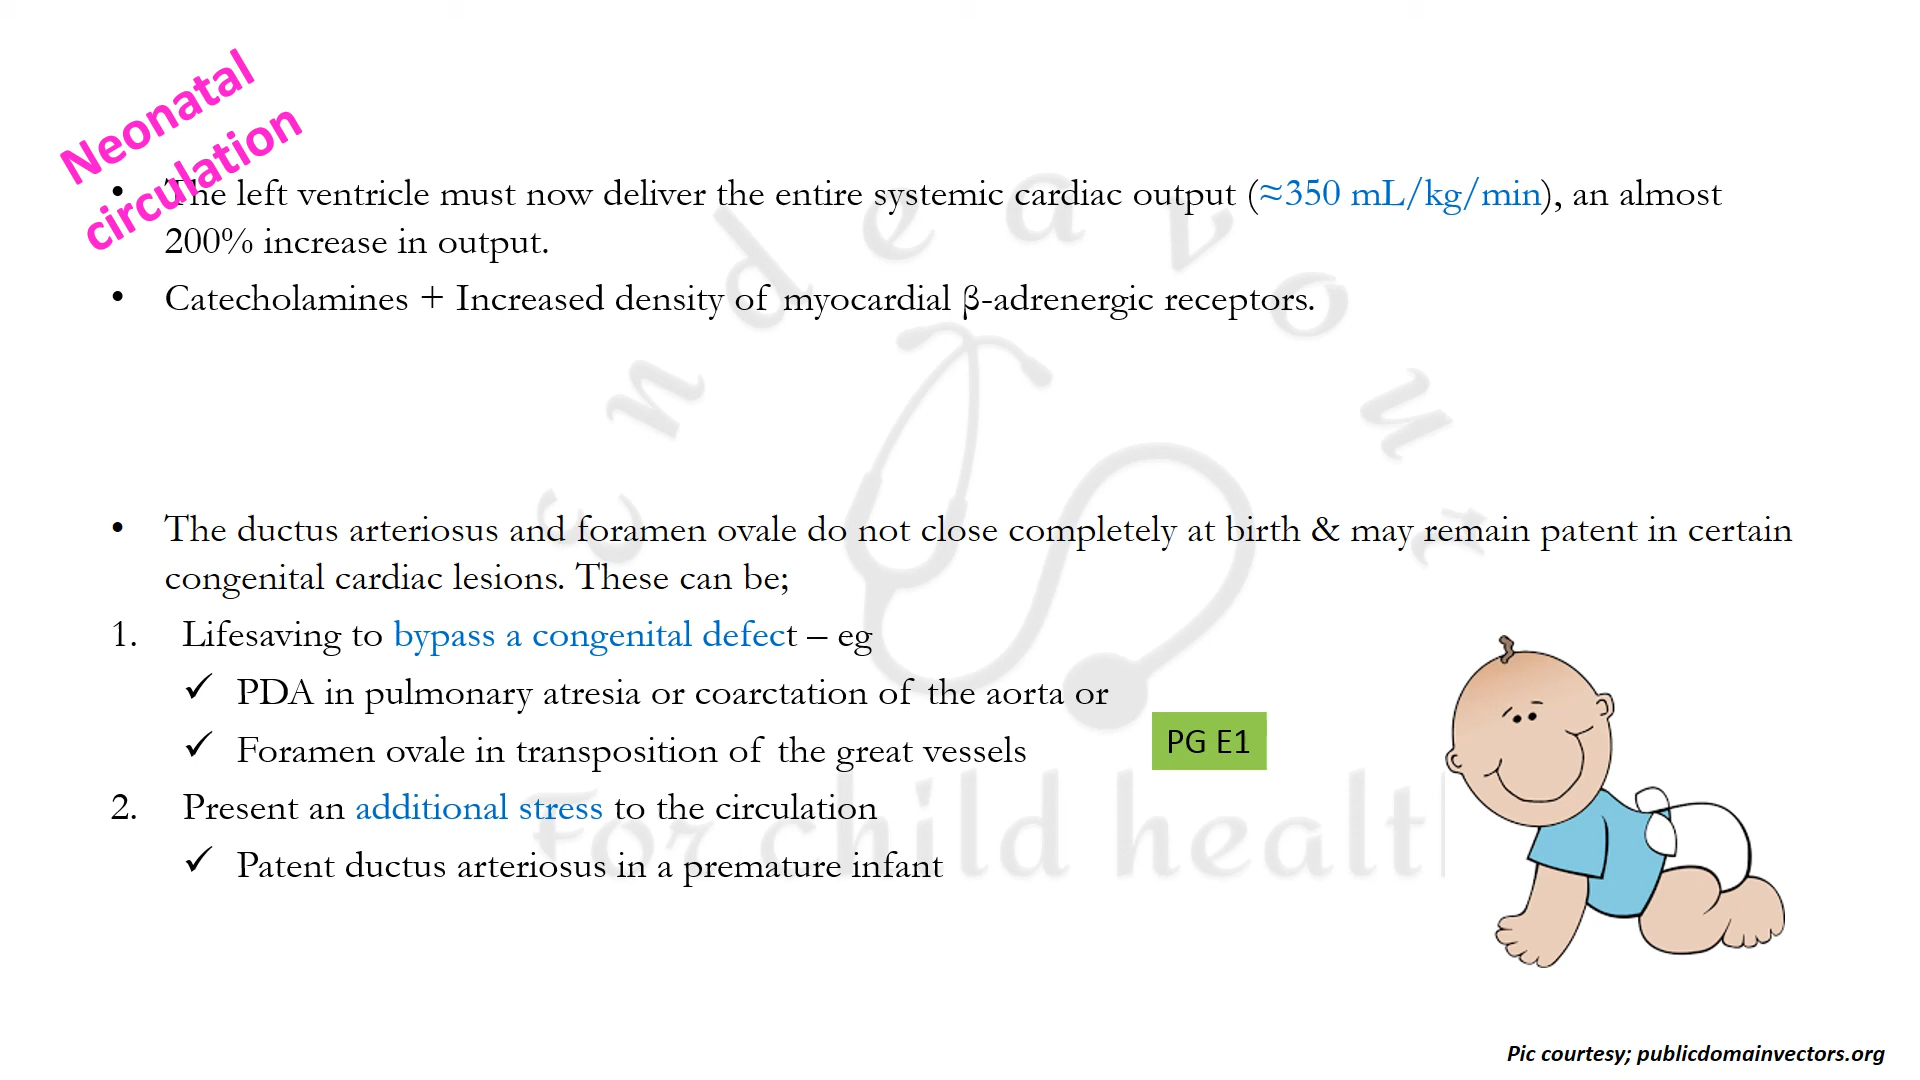 Neonatal
circulation
• The left ventricle must now deliver the entire systemic cardiac output (≈350 mL/kg/min), an almost
200% increase in output.
• Catecholamines + Increased density of myocardial β-adrenergic receptors.
• The ductus arteriosus and foramen ovale do not close completely at birth & may remain patent in certain
congenital cardiac lesions. These can be;
1. Lifesaving to bypass a congenital defect – eg
✓ PDA in pulmonary atresia or coarctation of the aorta or
✓ Foramen ovale in transposition of the great vessels
PG E1
2. Present an additional stress to the circulation
✓ Patent ductus arteriosus in a premature infant
Endeavour
For child healt
Pic courtesy; publicdomainvectors.org